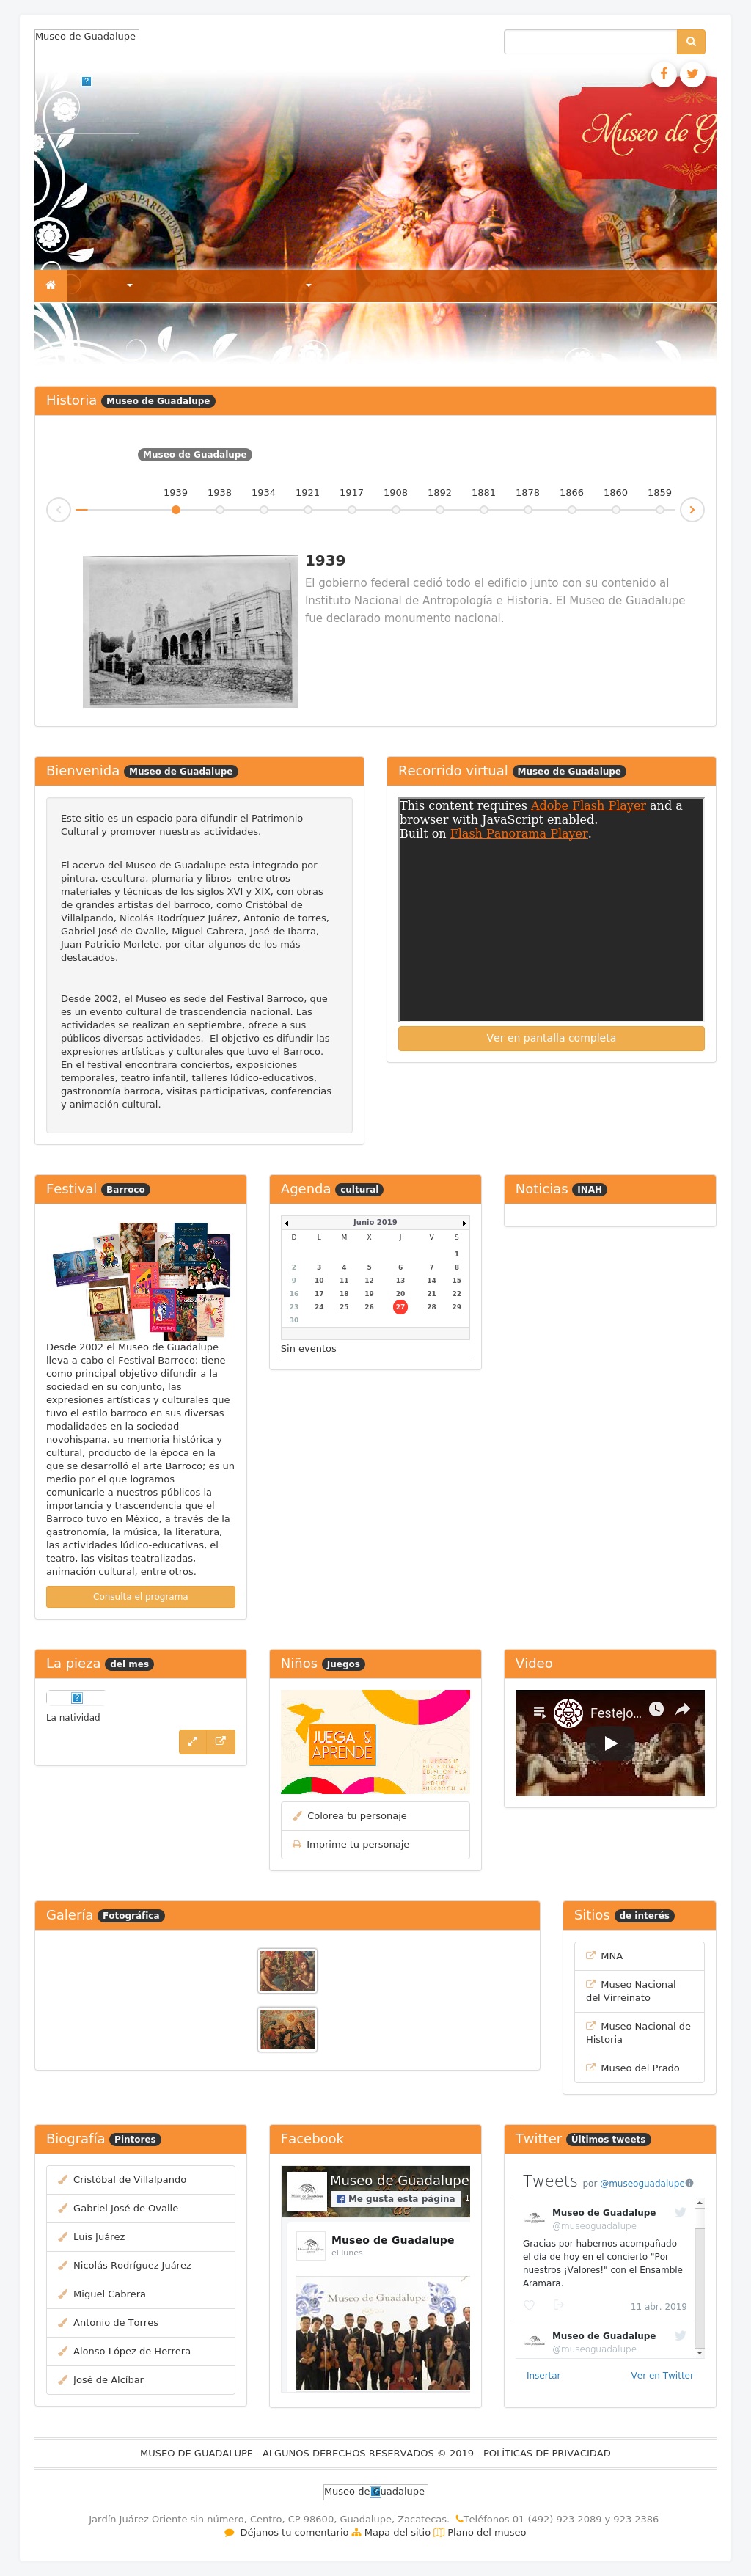 Museo de Guadalupe
Museo de G
FLORES APARVERUNT IN
Historia Museo de Guadalupe
Museo de Guadalupe
1939 1938 1934 1921 1917 1908 1892 1881 1878 1866 1860 1859
1939
El gobierno federal cedió todo el edificio junto con su contenido al
Instituto Nacional de Antropología e Historia. El Museo de Guadalupe
fue declarado monumento nacional.
Bienvenida Museo de Guadalupe
Este sitio es un espacio para difundir el Patrimonio
Cultural y promover nuestras actividades.
El acervo del Museo de Guadalupe esta integrado por
pintura, escultura, plumaria y libros entre otros
materiales y técnicas de los siglos XVI y XIX, con obras
de grandes artistas del barroco, como Cristóbal de
Villalpando, Nicolás Rodríguez Juárez, Antonio de torres,
Gabriel José de Ovalle, Miguel Cabrera, José de Ibarra,
Juan Patricio Morlete, por citar algunos de los más
destacados.
Desde 2002, el Museo es sede del Festival Barroco, que
es un evento cultural de trascendencia nacional. Las
actividades se realizan en septiembre, ofrece a sus
públicos diversas actividades. El objetivo es difundir las
expresiones artísticas y culturales que tuvo el Barroco.
En el festival encontrara conciertos, exposiciones
temporales, teatro infantil, talleres lúdico-educativos,
gastronomía barroca, visitas participativas, conferencias
y animación cultural.
Recorrido virtual Museo de Guadalupe
This content requires Adobe Flash Player and a
browser with JavaScript enabled.
Built on Flash Panorama Player.
Ver en pantalla completa
Festival Barroco
Desde 2002 el Museo de Guadalupe
lleva a cabo el Festival Barroco; tiene
como principal objetivo difundir a la
sociedad en su conjunto, las
expresiones artísticas y culturales que
tuvo el estilo barroco en sus diversas
modalidades en la sociedad
novohispana, su memoria histórica y
cultural, producto de la época en la
que se desarrolló el arte Barroco; es un
medio por el que logramos
comunicarle a nuestros públicos la
importancia y trascendencia que el
Barroco tuvo en México, a través de la
gastronomía, la música, la literatura,
las actividades lúdico-educativas, el
teatro, las visitas teatralizadas,
animación cultural, entre otros.
Consulta el programa
Agenda cultural
Junio 2019
D L M X J V S
1
2 3 4 5 6 7 8
9 10 11 12 13 14 15
16 17 18 19 20 21 22
23 24 25 26 27 28 29
30
Sin eventos
Noticias INAH
La pieza del mes
La natividad
Niños Juegos
JUEGA &
APRENDE
Colorea tu personaje
Imprime tu personaje
Video
Festejo...
Galería Fotográfica
Sitios de interés
MNA
Museo Nacional
del Virreinato
Museo Nacional de
Historia
Museo del Prado
Biografía Pintores
Cristóbal de Villalpando
Gabriel José de Ovalle
Luis Juárez
Nicolás Rodríguez Juárez
Miguel Cabrera
Antonio de Torres
Alonso López de Herrera
José de Alcíbar
Facebook
Museo de Guadalupe
Me gusta esta página 1
Museo de Guadalupe
el lunes
Museo de Guadalupe
Twitter Últimos tweets
Tweets por @museoguadalupe
Museo de Guadalupe
@museoguadalupe
Gracias por habernos acompañado
el día de hoy en el concierto "Por
nuestros ¡Valores!" con el Ensamble
Aramara.
11 abr. 2019
Museo de Guadalupe
@museoguadalupe
Insertar Ver en Twitter
MUSEO DE GUADALUPE - ALGUNOS DERECHOS RESERVADOS © 2019 - POLÍTICAS DE PRIVACIDAD
Museo de Guadalupe
Jardín Juárez Oriente sin número, Centro, CP 98600, Guadalupe, Zacatecas. Teléfonos 01 (492) 923 2089 y 923 2386
Déjanos tu comentario Mapa del sitio Plano del museo